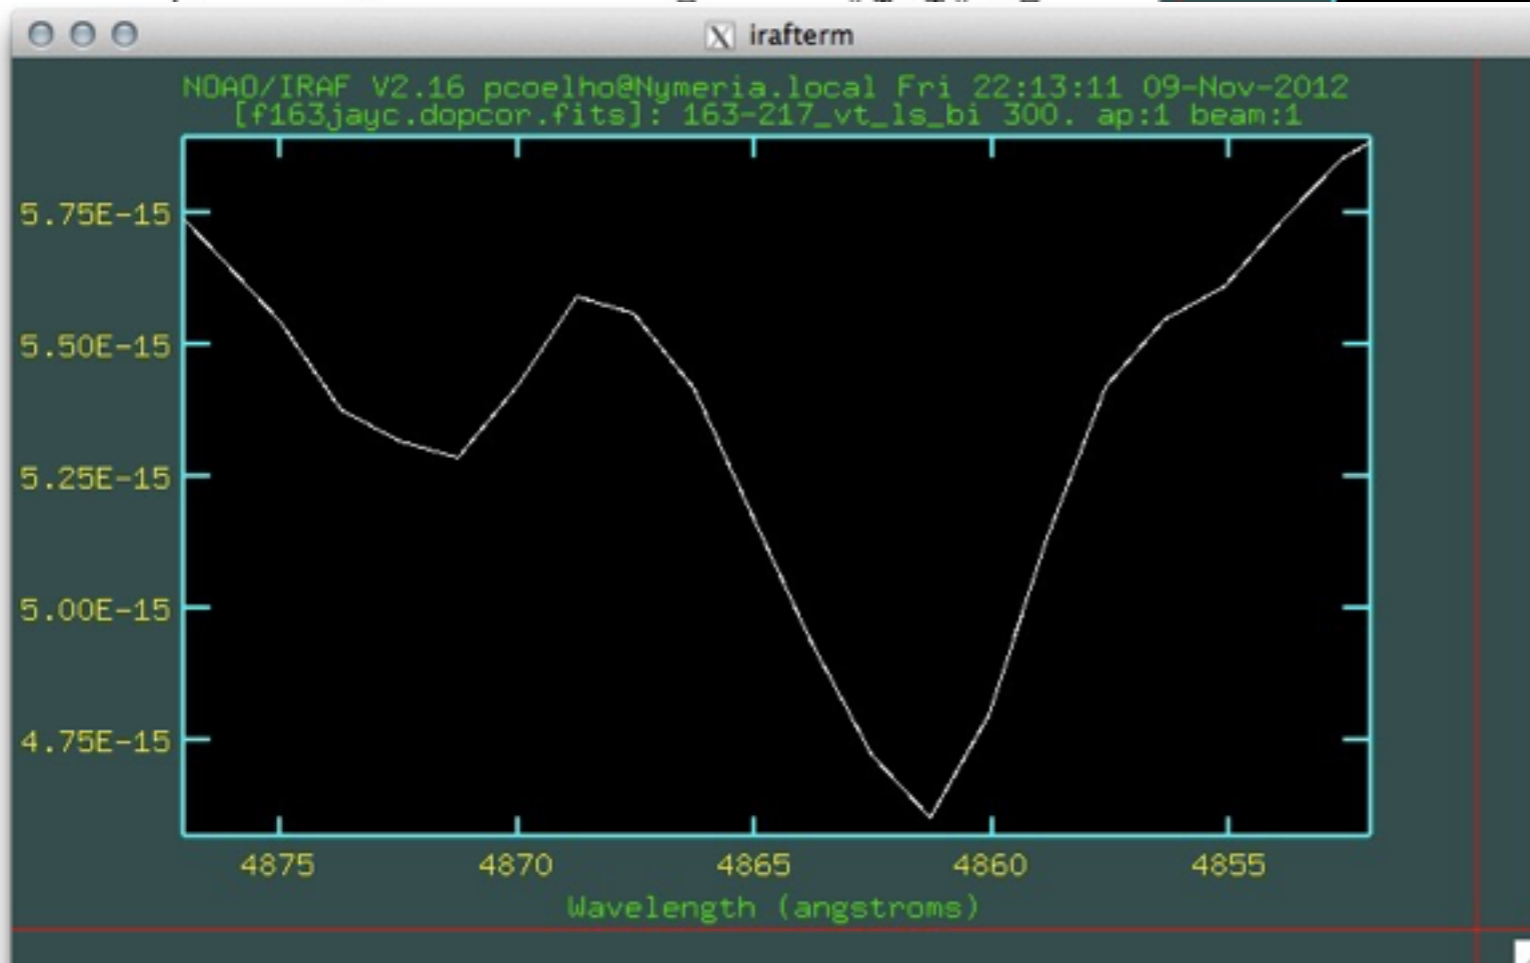 irafterm
NOAO/IRAF V2.16 pcoelho@Nymeria.local Fri 22:13:11 09-Nov-2012
[f163jayc.dopcor.fits]: 163-217_vt_ls_bi 300. ap:1 beam:1
5.75E-15
5.50E-15
5.25E-15
5.00E-15
4.75E-15
4875 4870 4865 4860 4855
Wavelength (angstroms)